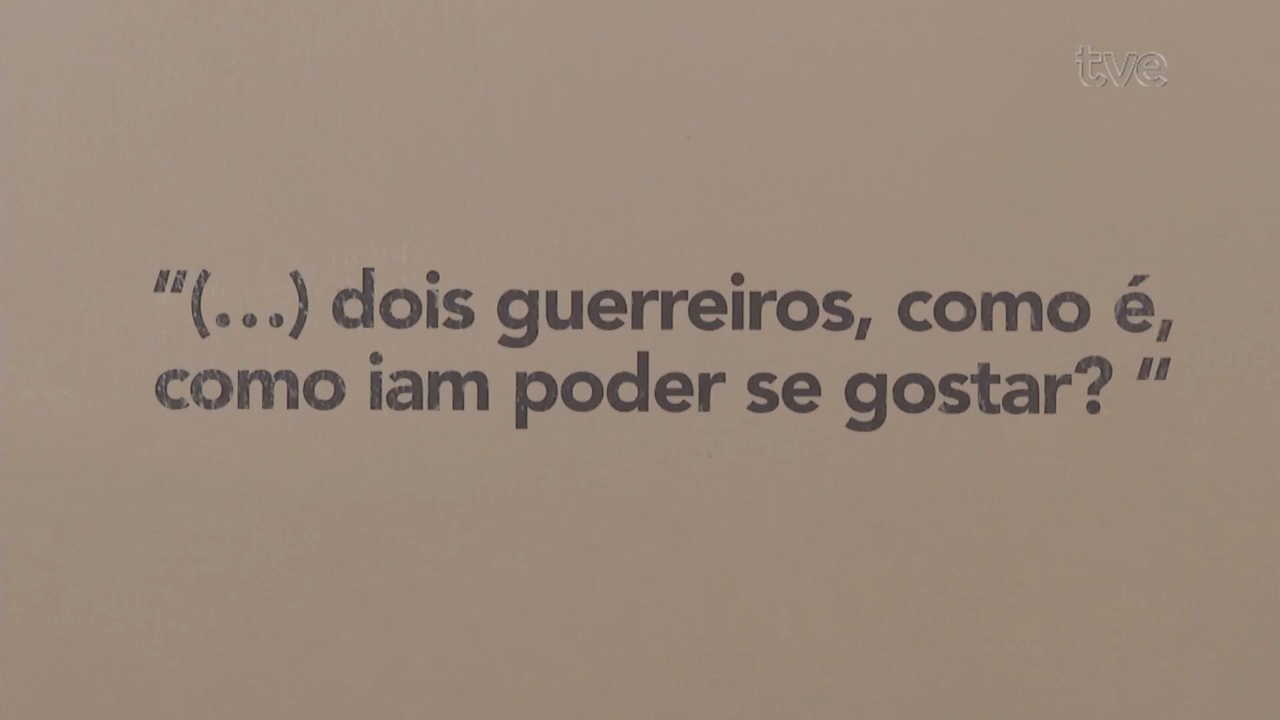 tve
“(...) dois guerreiros, como é,
como iam poder se gostar? “